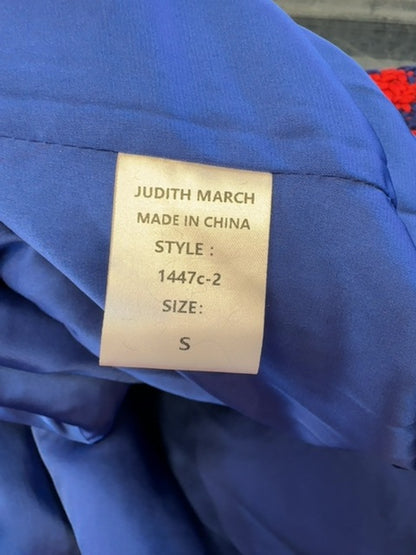 JUDITH MARCH
MADE IN CHINA
STYLE :
1447c-2
SIZE:
S